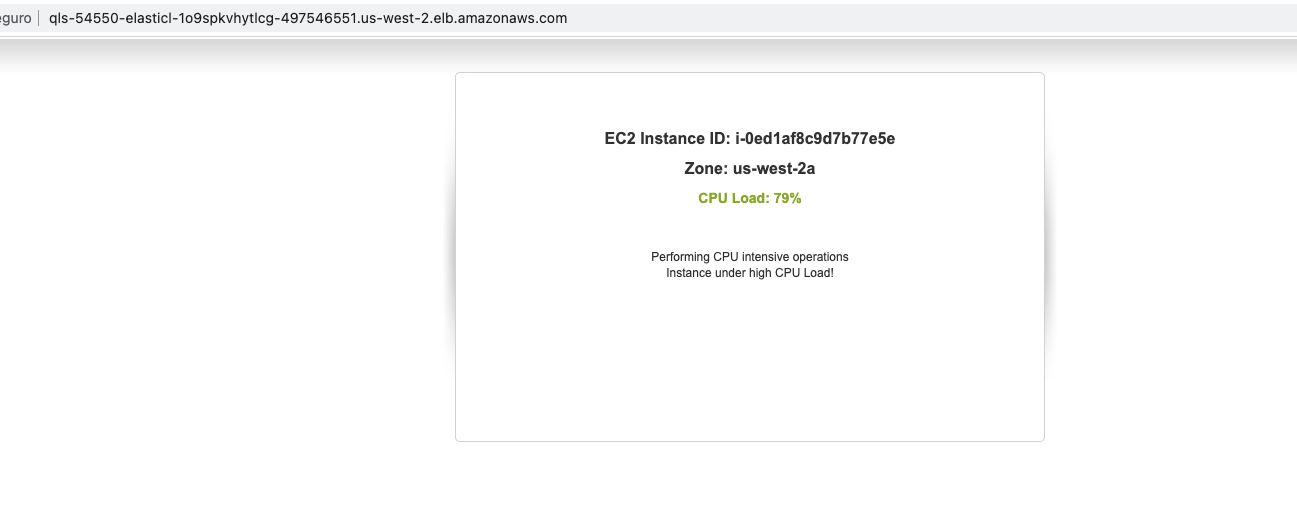 eguro qls-54550-elasticl-1o9spkvhytlcg-497546551.us-west-2.elb.amazonaws.com
EC2 Instance ID: i-0ed1af8c9d7b77e5e
Zone: us-west-2a
CPU Load: 79%
Performing CPU intensive operations
Instance under high CPU Load!